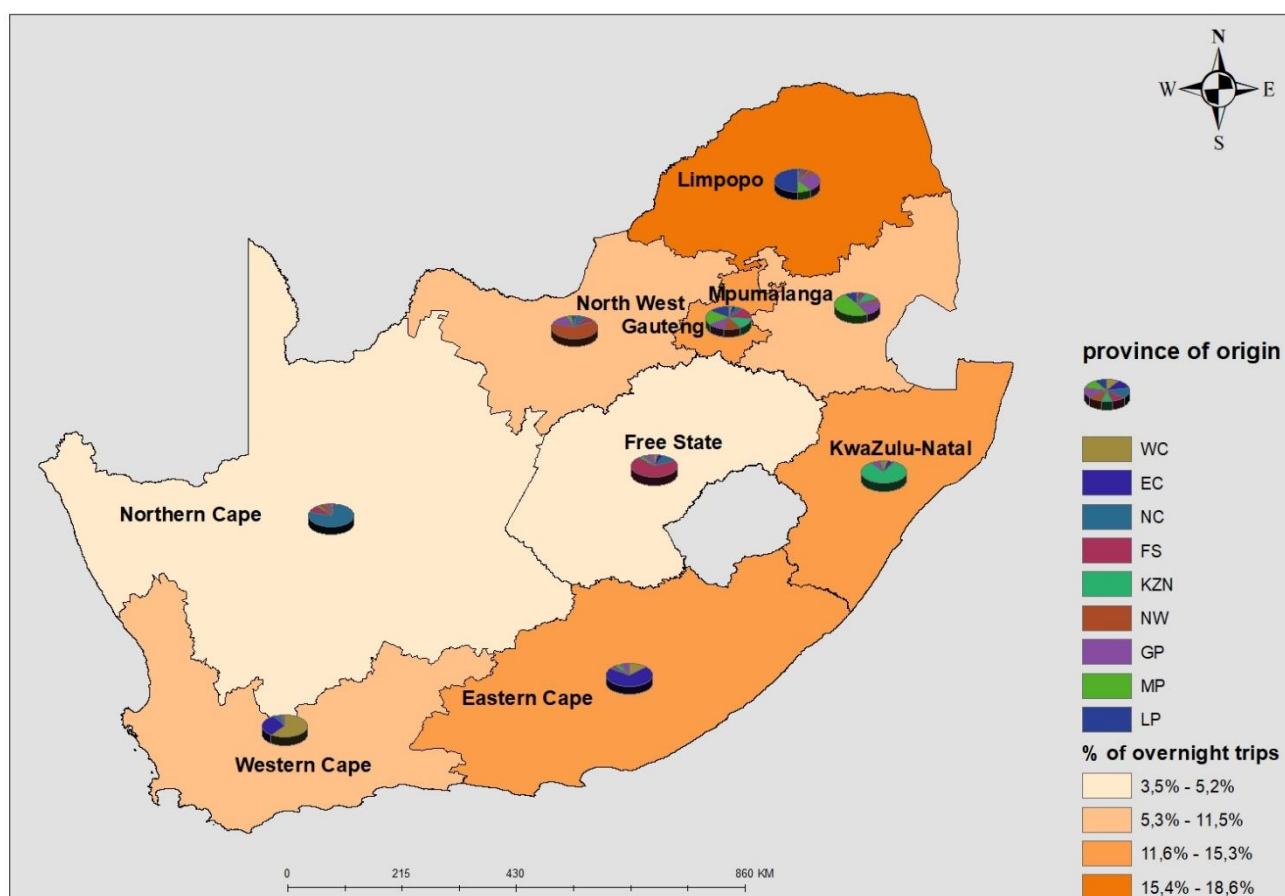 N
W E
S
Limpopo
Mpumalanga
North West
Gauteng
Free State
KwaZulu-Natal
Northern Cape
Eastern Cape
Western Cape
province of origin
WC
EC
NC
FS
KZN
NW
GP
MP
LP
% of overnight trips
3,5% - 5,2%
5,3% - 11,5%
11,6% - 15,3%
15,4% - 18,6%
0 215 430 860 KM